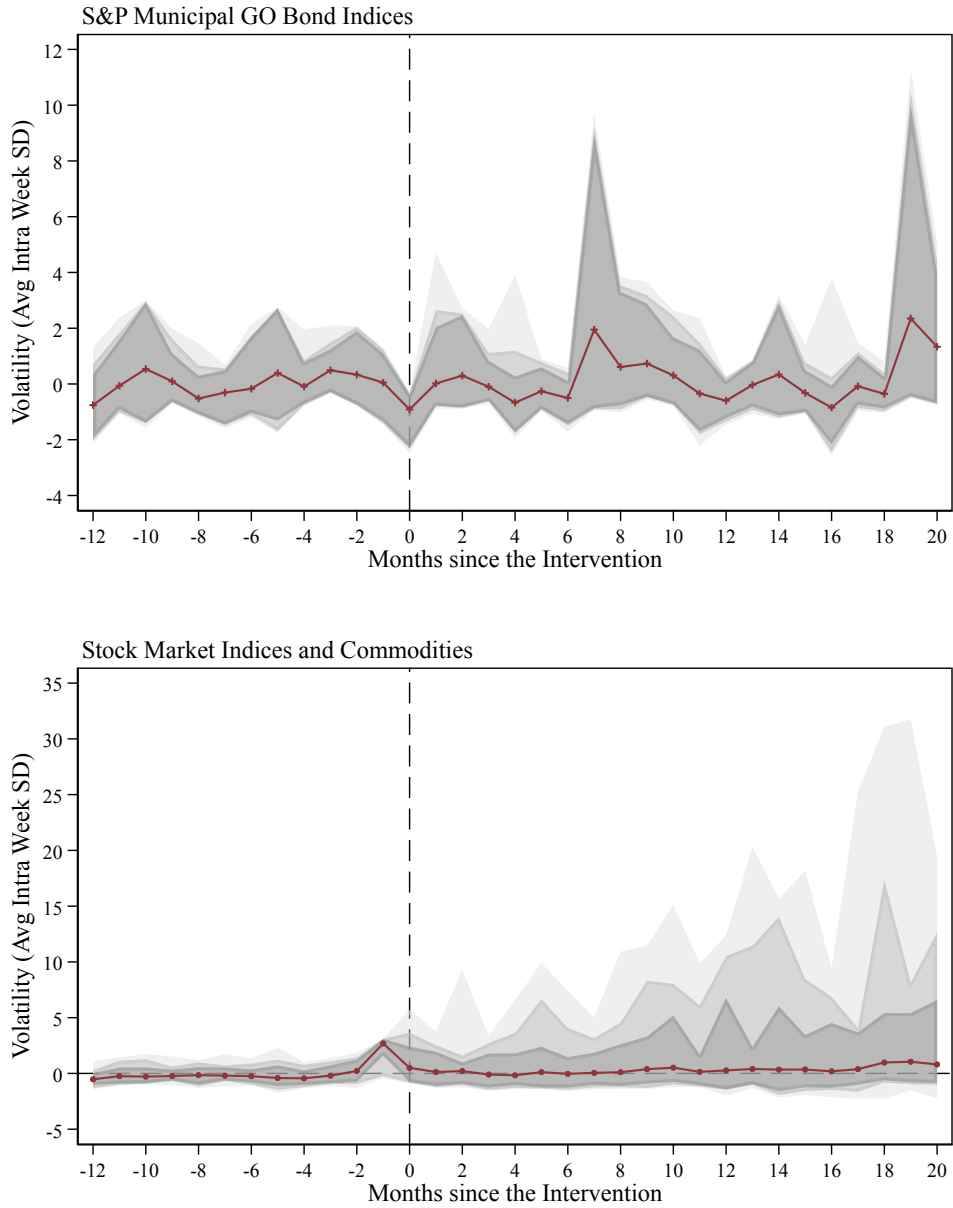 S&P Municipal GO Bond Indices
Volatility (Avg Intra Week SD)
12
10
8
6
4
2
0
-2
-4
-12 -10 -8 -6 -4 -2 0 2 4 6 8 10 12 14 16 18 20
Months since the Intervention
Stock Market Indices and Commodities
Volatility (Avg Intra Week SD)
35
30
25
20
15
10
5
0
-5
-12 -10 -8 -6 -4 -2 0 2 4 6 8 10 12 14 16 18 20
Months since the Intervention